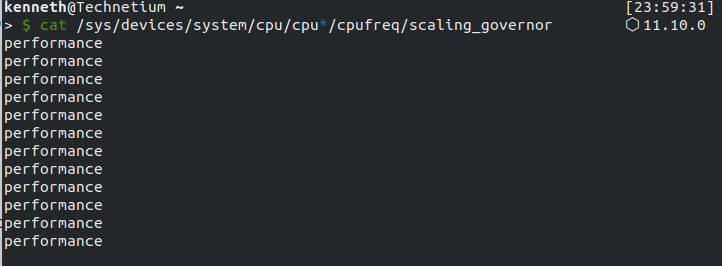 kenneth@Technetium ~ [23:59:31]
> $ cat /sys/devices/system/cpu/cpu*/cpufreq/scaling_governor ⬡ 11.10.0
performance
performance
performance
performance
performance
performance
performance
performance
performance
performance
performance
performance